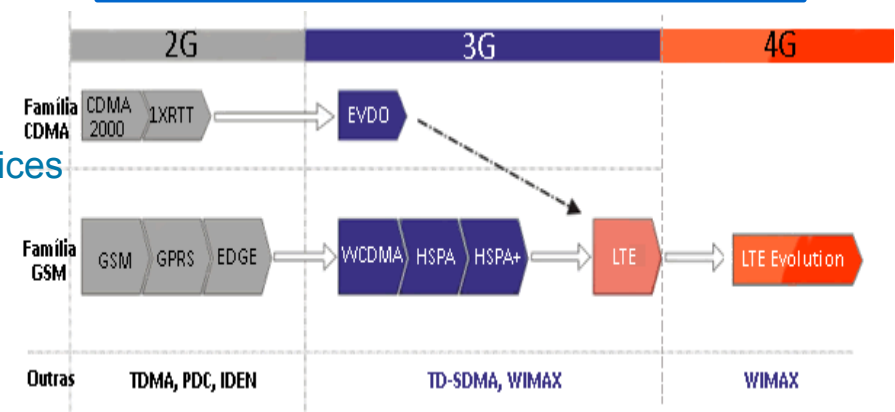 2G
3G
4G
Família
CDMA
CDMA
2000
1XRTT
EVDO
ices
Família
GSM
GSM
GPRS
EDGE
WCDMA
HSPA
HSPA+
LTE
LTE Evolution
Outras
TDMA, PDC, IDEN
TD-SDMA, WIMAX
WIMAX